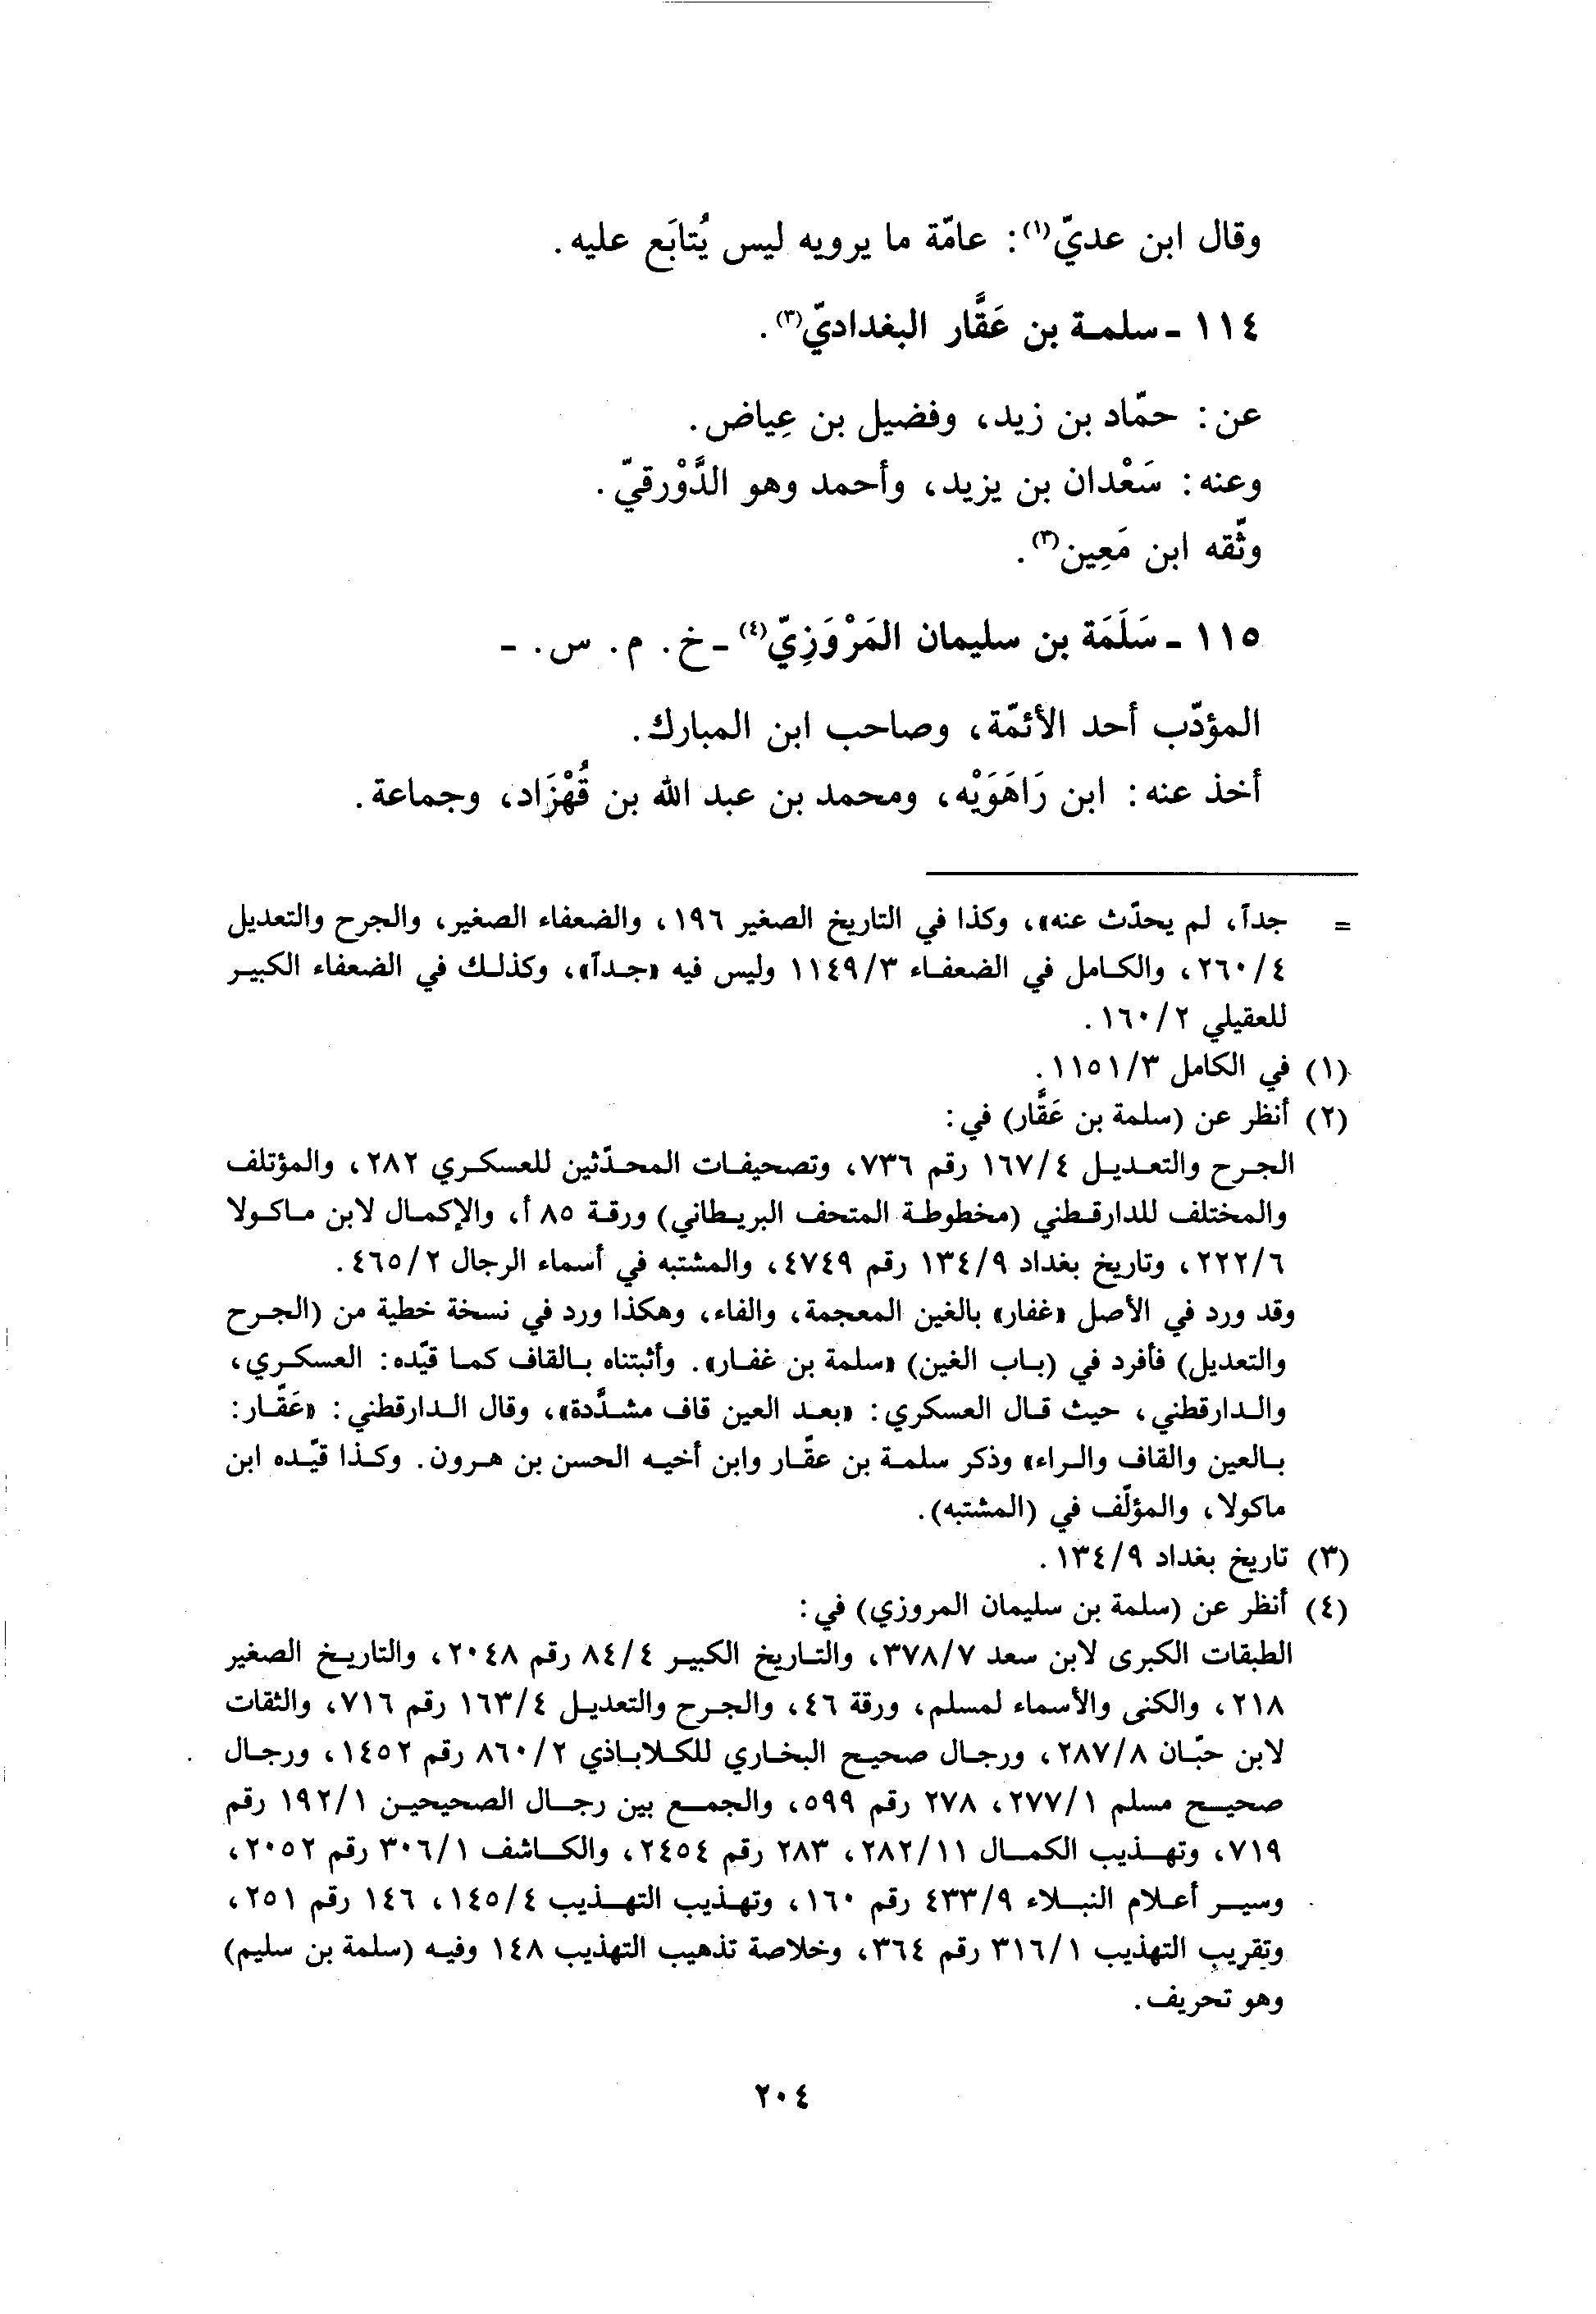 وقال ابن عديّ(١): عامّة ما يرويه ليس يُتابَع عليه.
١١٤ - سلمة بن عَقَّار البغداديّ(٣).
عن: حمّاد بن زيد، وفضيل بن عِياض.
وعنه: سَعْدان بن يزيد، وأحمد وهو الدَّوْرقيّ.
وثّقه ابن مَعِين(٣).
١١٥ - سَلَمَة بن سليمان المَرْوَزِيّ(٤) - خ. م. س. -
المؤدّب أحد الأئمّة، وصاحب ابن المبارك.
أخذ عنه: ابن رَاهَوَيْه، ومحمد بن عبد الله بن قُهْزَاد، وجماعة.
= جداً، لم يحدّث عنه»، وكذا في التاريخ الصغير ١٩٦، والضعفاء الصغير، والجرح والتعديل
٢٦٠/٤، والكامل في الضعفاء ١١٤٩/٣ وليس فيه «جداً»، وكذلك في الضعفاء الكبير
للعقيلي ١٦٠/٢.
(١) في الكامل ١١٥١/٣.
(٢) أنظر عن (سلمة بن عَقَّار) في:
الجرح والتعديل ١٦٧/٤ رقم ٧٣٦، وتصحيفات المحدّثين للعسكري ٢٨٢، والمؤتلف
والمختلف للدارقطني (مخطوطة المتحف البريطاني) ورقة ٨٥ أ، والإكمال لابن ماكولا
٢٢٢/٦، وتاريخ بغداد ١٣٤/٩ رقم ٤٧٤٩، والمشتبه في أسماء الرجال ٤٦٥/٢.
وقد ورد في الأصل «غفار» بالغين المعجمة، والفاء، وهكذا ورد في نسخة خطية من (الجرح
والتعديل) فأفرد في (باب الغين) «سلمة بن غفار». وأثبتناه بالقاف كما قيّده: العسكري،
والدارقطني، حيث قال العسكري: «بعد العين قاف مشدَّدة»، وقال الدارقطني: «عَقّار:
بالعين والقاف والراء» وذكر سلمة بن عقّار وابن أخيه الحسن بن هرون. وكذا قيّده ابن
ماكولا، والمؤلّف في (المشتبه).
(٣) تاريخ بغداد ١٣٤/٩.
(٤) أنظر عن (سلمة بن سليمان المروزي) في:
الطبقات الكبرى لابن سعد ٣٧٨/٧، والتاريخ الكبير ٨٤/٤ رقم ٢٠٤٨، والتاريخ الصغير
٢١٨، والكنى والأسماء لمسلم، ورقة ٤٦، والجرح والتعديل ١٦٣/٤ رقم ٧١٦، والثقات
لابن حبّان ٢٨٧/٨، ورجال صحيح البخاري للكلاباذي ٨٦٠/٢ رقم ١٤٥٢، ورجال
صحيح مسلم ٢٧٧/١، ٢٧٨ رقم ٥٩٩، والجمع بين رجال الصحيحين ١٩٢/١ رقم
٧١٩، وتهذيب الكمال ٢٨٢/١١، ٢٨٣ رقم ٢٤٥٤، والكاشف ٣٠٦/١ رقم ٢٠٥٢،
وسير أعلام النبلاء ٤٣٣/٩ رقم ١٦٠، وتهذيب التهذيب ١٤٥/٤، ١٤٦ رقم ٢٥١،
وتقريب التهذيب ٣١٦/١ رقم ٣٦٤، وخلاصة تذهيب التهذيب ١٤٨ وفيه (سلمة بن سليم)
وهو تحريف.
٢٠٤